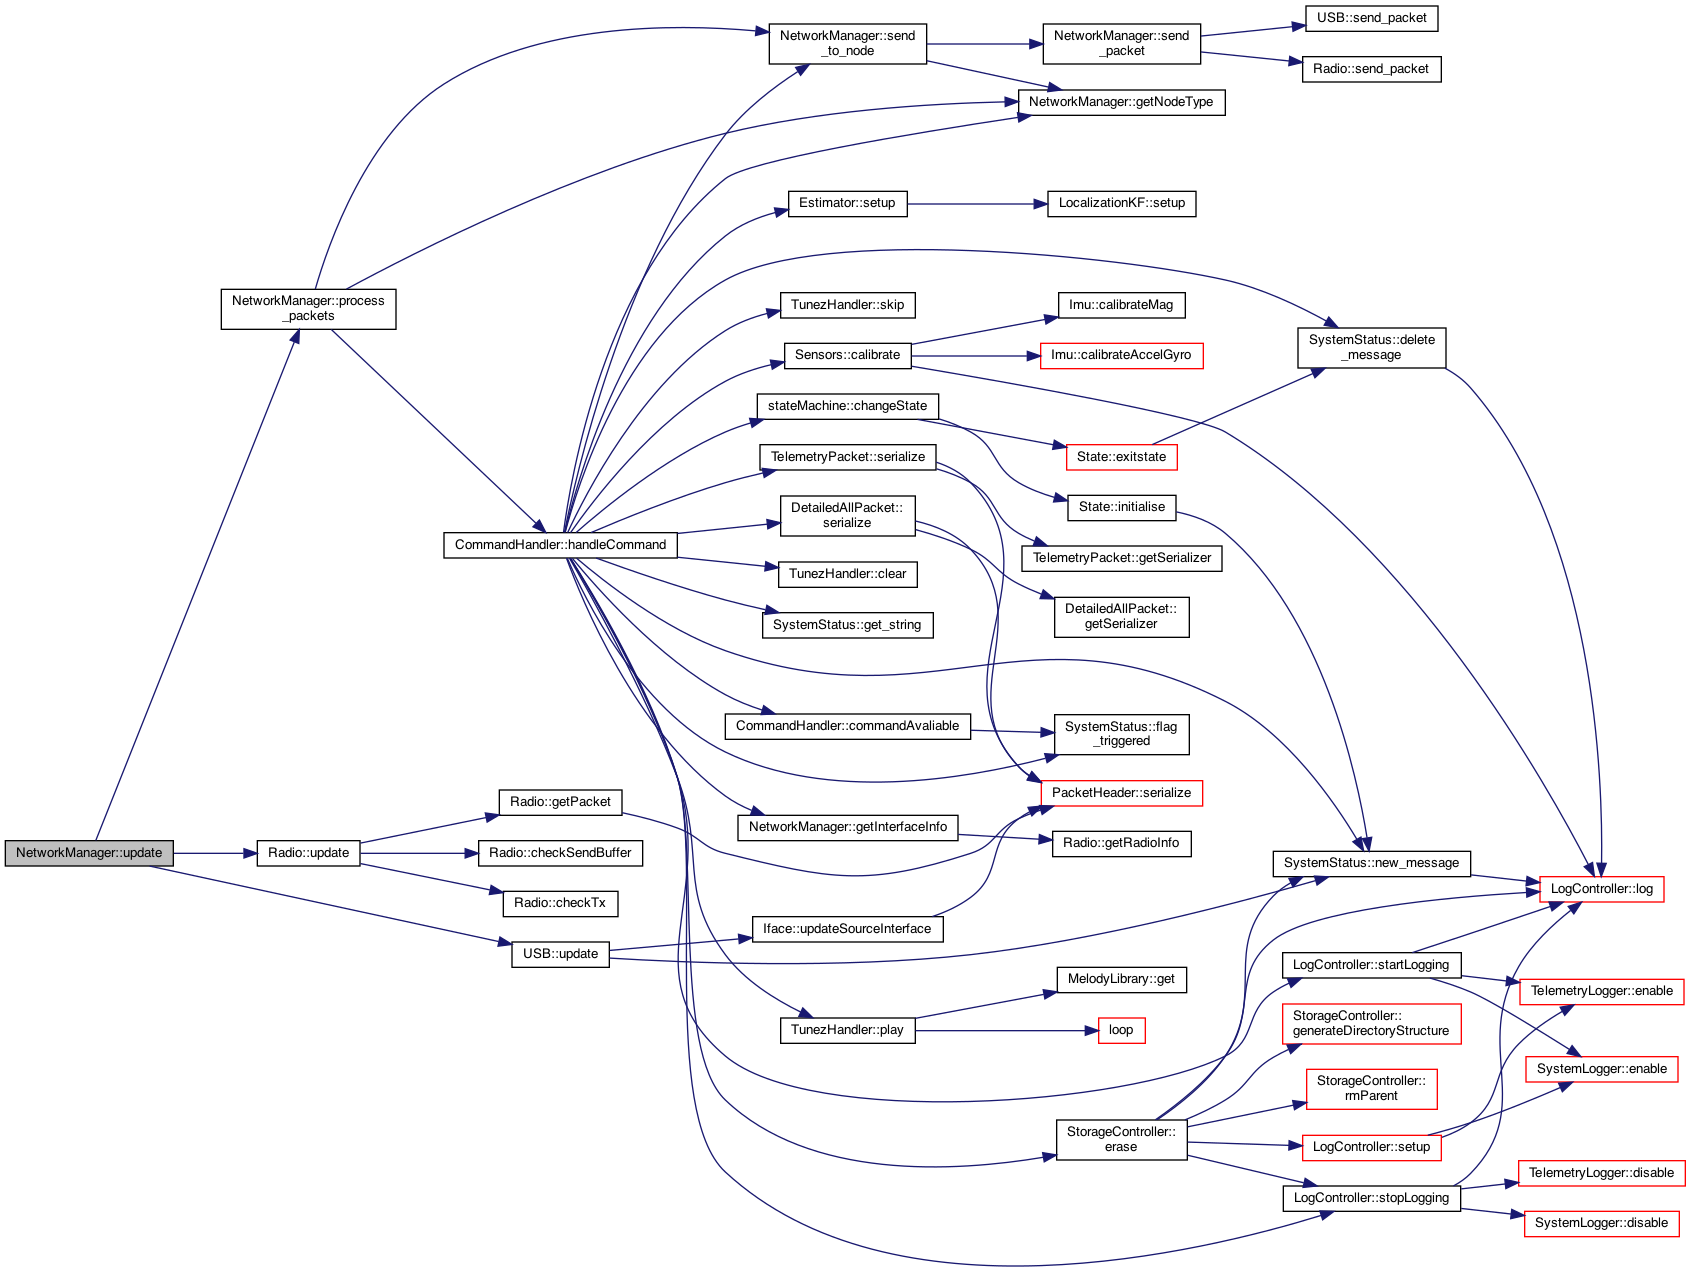 NetworkManager::update
NetworkManager::process
_packets
Radio::update
USB::update
CommandHandler::handleCommand
Radio::getPacket
Radio::checkSendBuffer
Radio::checkTx
NetworkManager::send
_to_node
Estimator::setup
TunezHandler::skip
Sensors::calibrate
stateMachine::changeState
TelemetryPacket::serialize
DetailedAllPacket::
serialize
TunezHandler::clear
SystemStatus::get_string
CommandHandler::commandAvaliable
NetworkManager::getInterfaceInfo
Iface::updateSourceInterface
TunezHandler::play
NetworkManager::send
_packet
NetworkManager::getNodeType
LocalizationKF::setup
Imu::calibrateMag
Imu::calibrateAccelGyro
State::exitstate
State::initialise
TelemetryPacket::getSerializer
DetailedAllPacket::
getSerializer
SystemStatus::flag
_triggered
PacketHeader::serialize
Radio::getRadioInfo
MelodyLibrary::get
loop
StorageController::
erase
USB::send_packet
Radio::send_packet
SystemStatus::delete
_message
SystemStatus::new_message
LogController::startLogging
StorageController::
generateDirectoryStructure
StorageController::
rmParent
LogController::setup
LogController::stopLogging
LogController::log
TelemetryLogger::enable
SystemLogger::enable
TelemetryLogger::disable
SystemLogger::disable